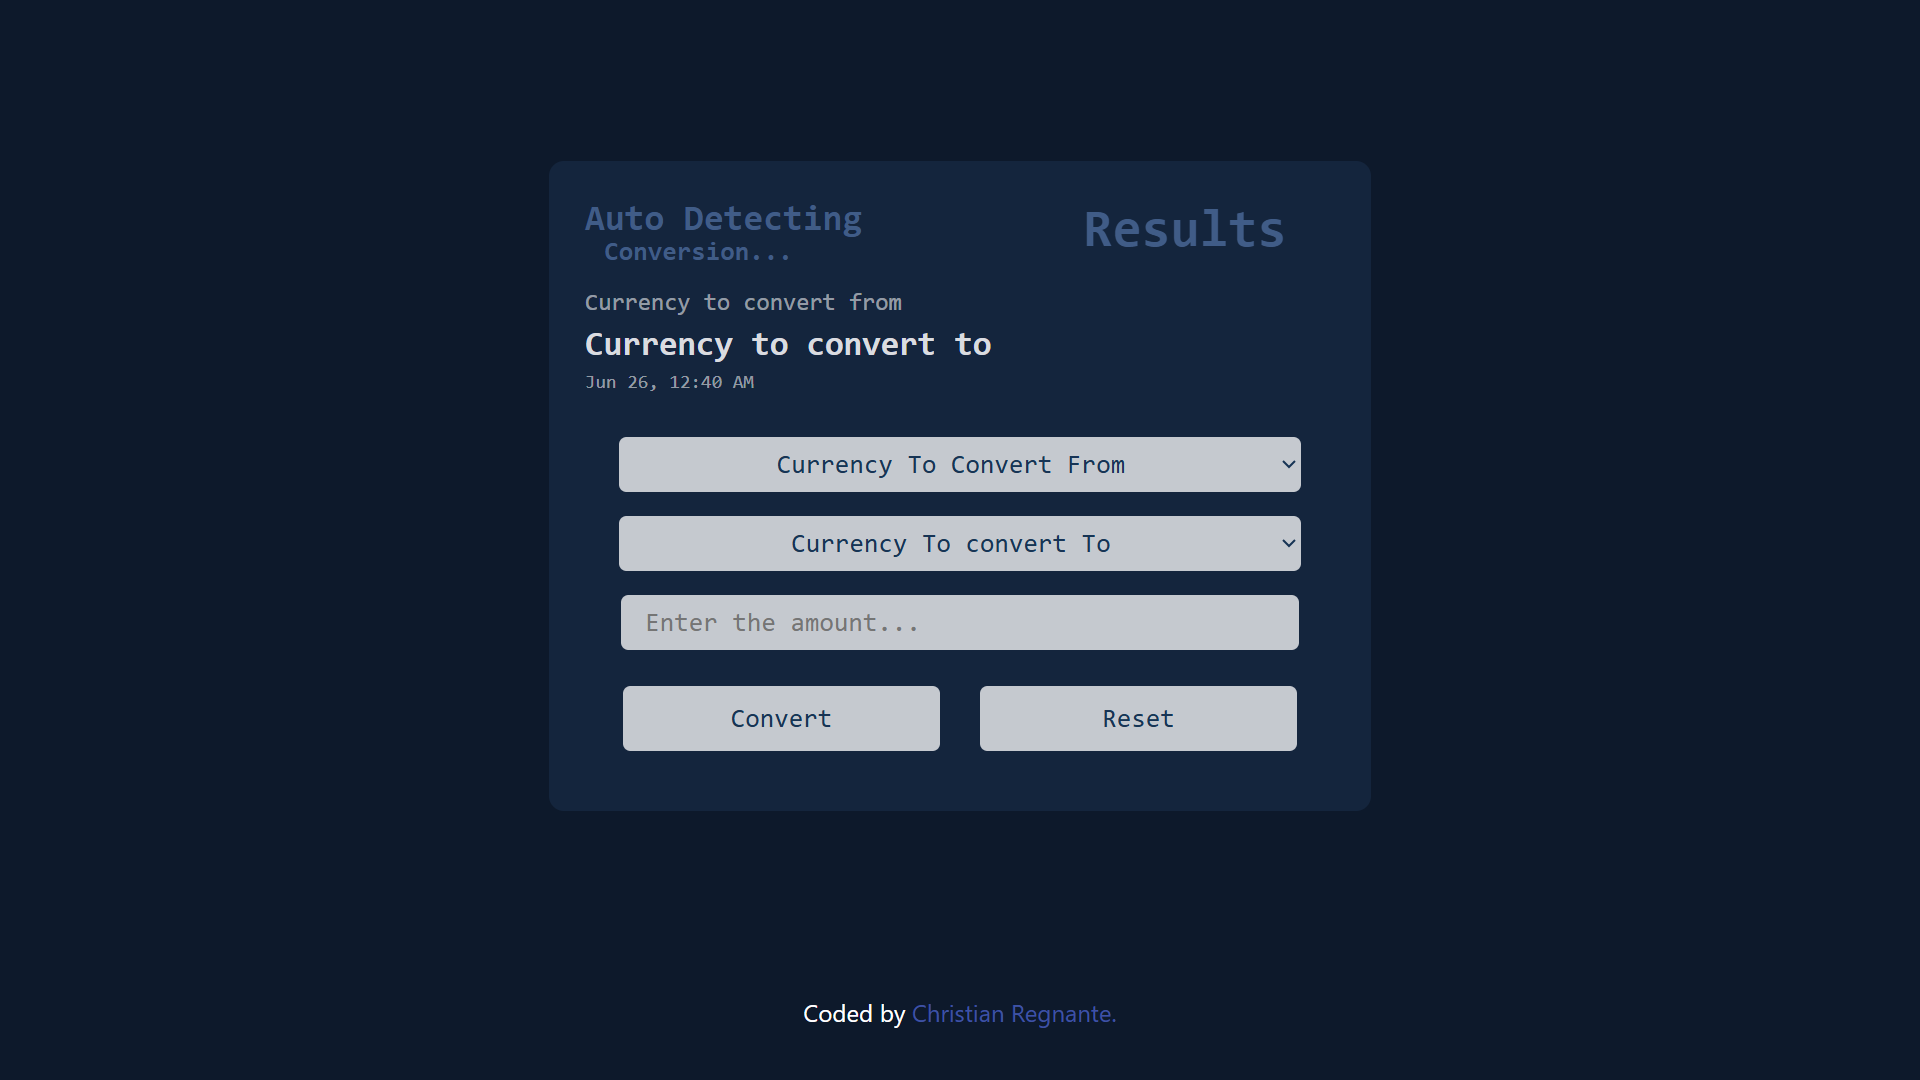 Auto Detecting
Conversion...
Results
Currency to convert from
Currency to convert to
Jun 26, 12:40 AM
Currency To Convert From
Currency To convert To
Enter the amount...
Convert
Reset
Coded by Christian Regnante.